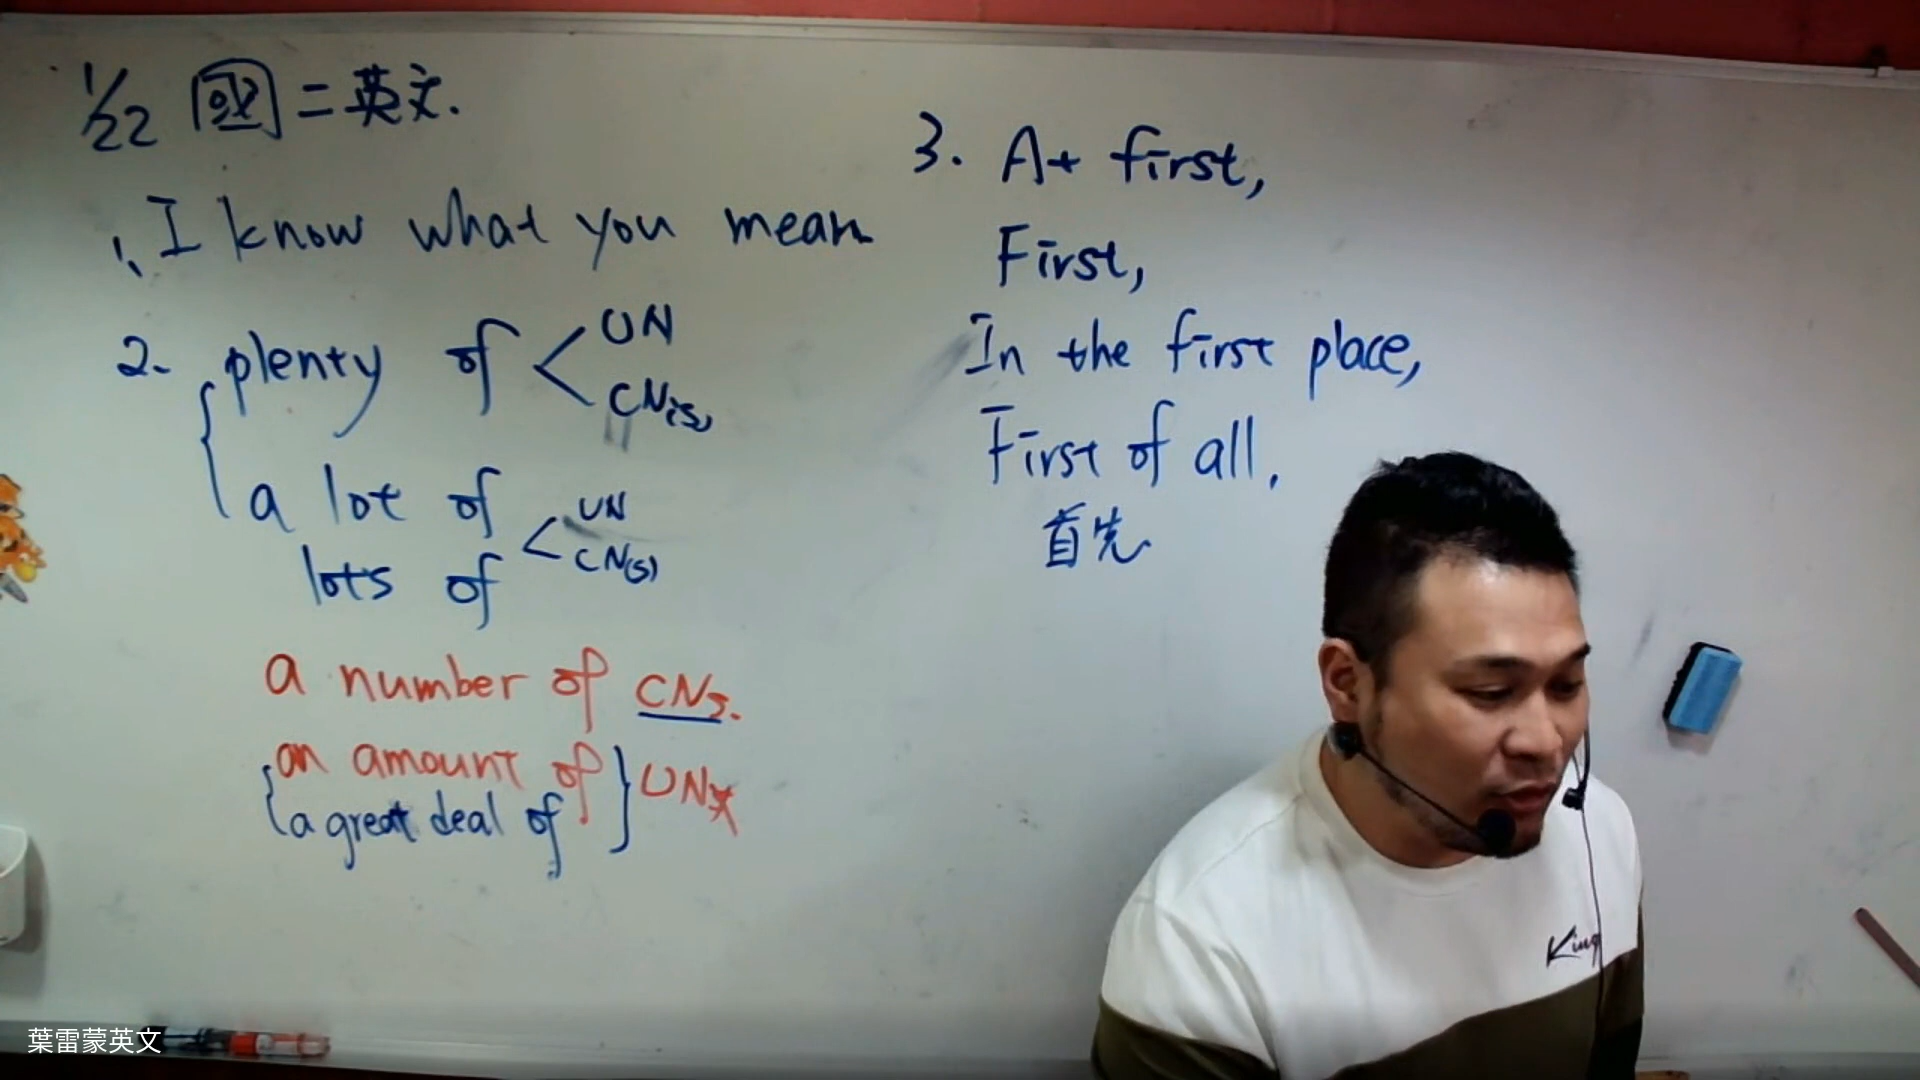 1/22 國二英文.
1. I know what you mean
2. plenty of < UN
CN(s)
a lot of < UN
lots of CN(s)
a number of CNs.
an amount of } UN
a great deal of
3. At first,
First,
In the first place,
First of all,
首先
葉雷蒙英文